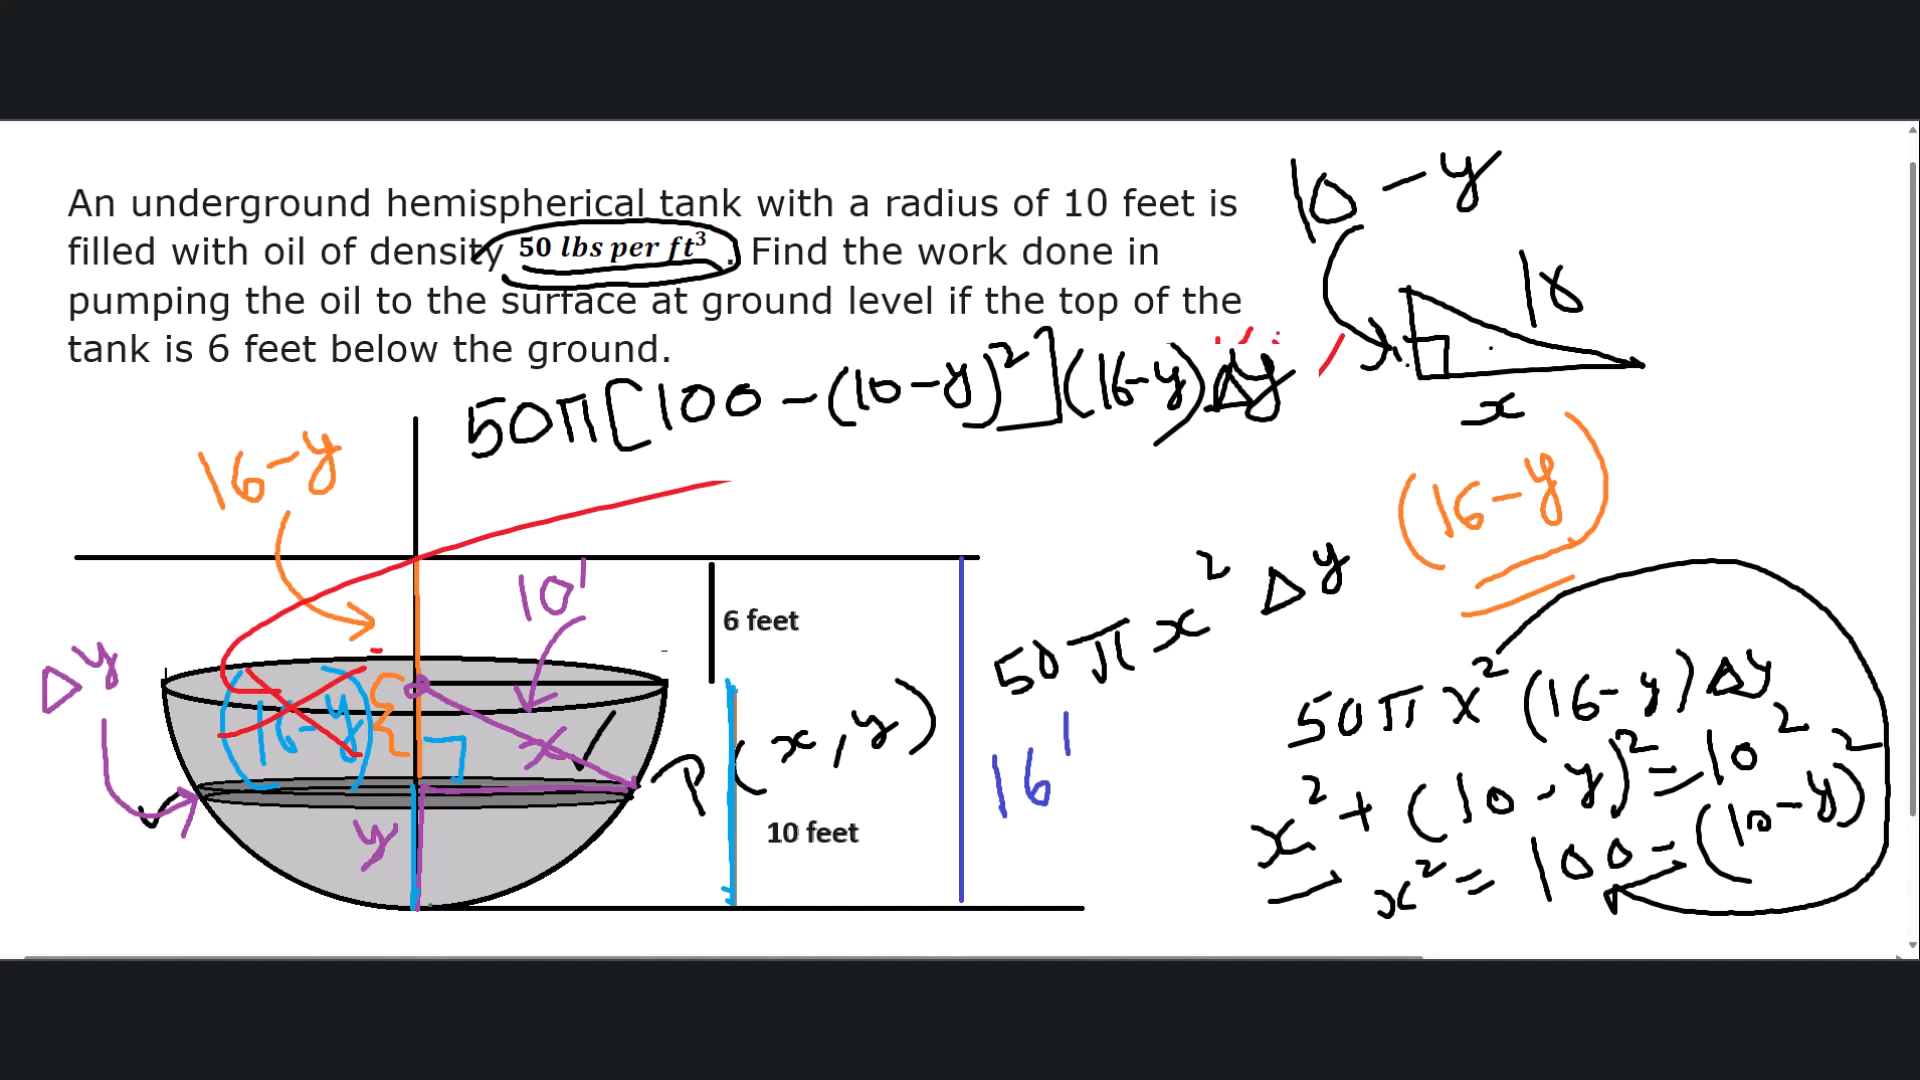 An underground hemispherical tank with a radius of 10 feet is
filled with oil of density 50 lbs per ft³. Find the work done in
pumping the oil to the surface at ground level if the top of the
tank is 6 feet below the ground.
10-y
10
x
50π[100-(10-y)²](16-y)Δy
16-y
(16-y)
10'
6 feet
50πx²Δy
Δy
(16-y)
x
P(x,y)
16'
50πx²(16-y)Δy
x²+(10-y)²=10²
y
10 feet
x²=100-(10-y)²